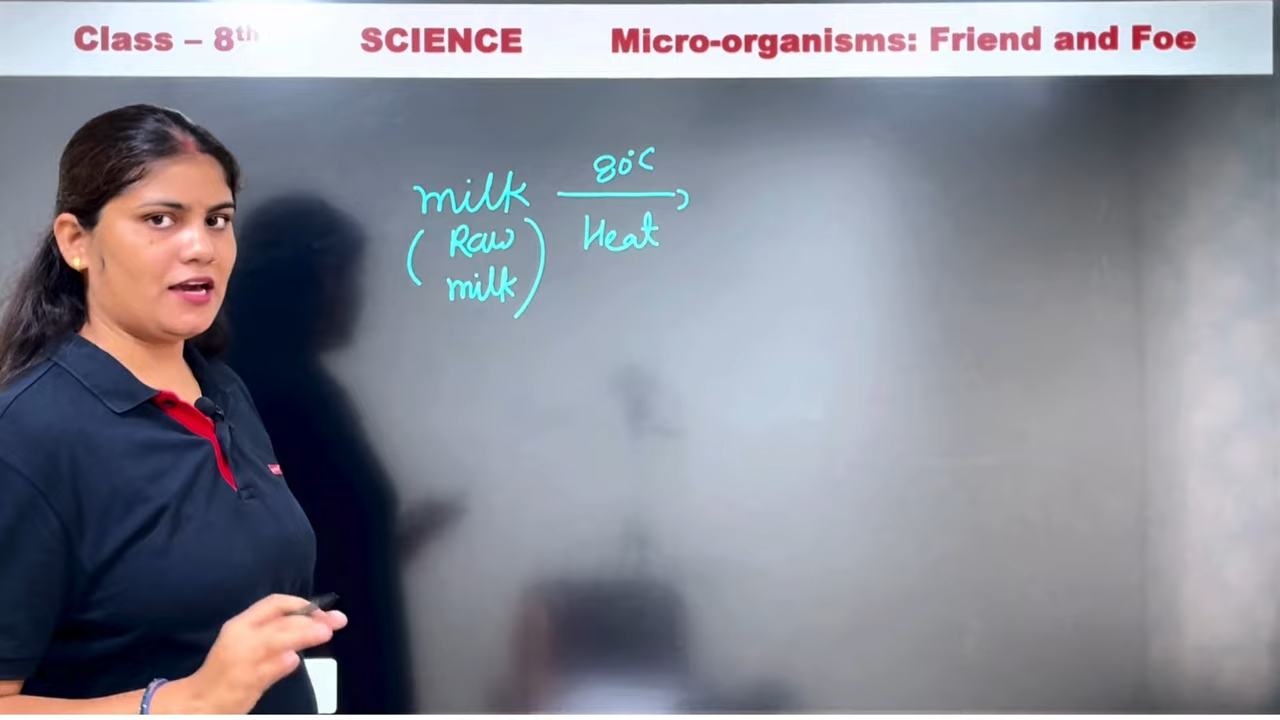 Class – 8th SCIENCE Micro-organisms: Friend and Foe
milk 80°C
(Raw milk) Heat